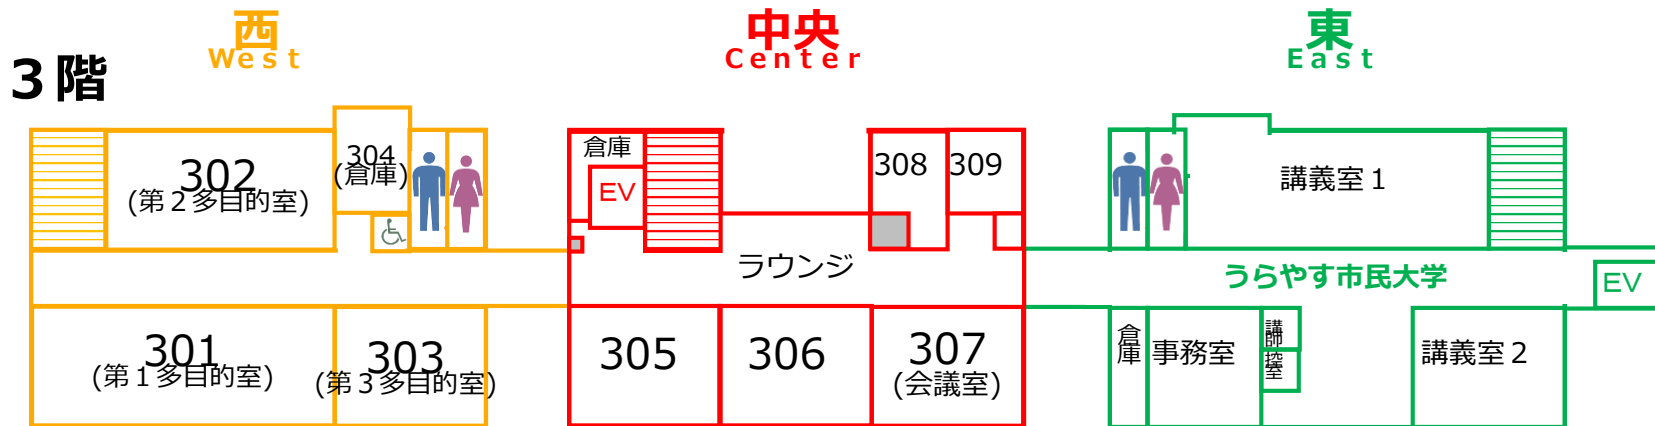 西
West
中央
Center
東
East
3階
302
(第2多目的室)
304
(倉庫)
倉庫
EV
308
309
講義室1
ラウンジ
うらやす市民大学
EV
301
(第1多目的室)
303
(第3多目的室)
305
306
307
(会議室)
倉庫
事務室
講師
控室
講義室2